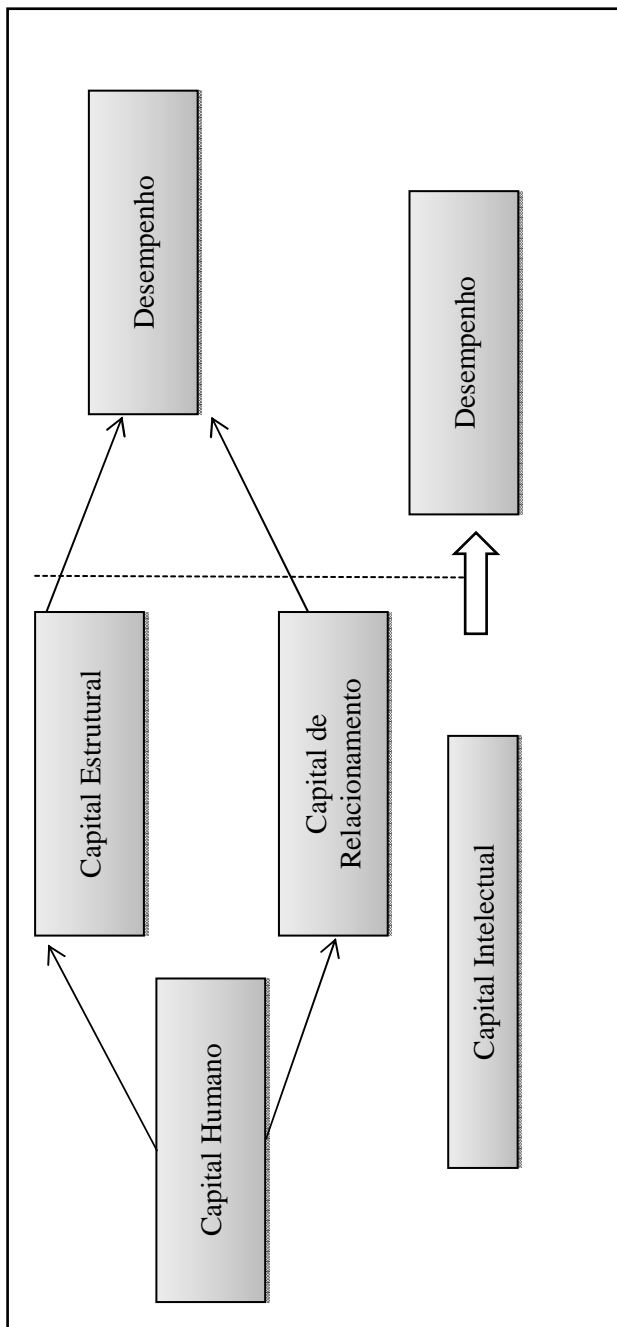 Capital Humano
Capital Estrutural
Capital de
Relacionamento
Desempenho
Capital Intelectual
Desempenho